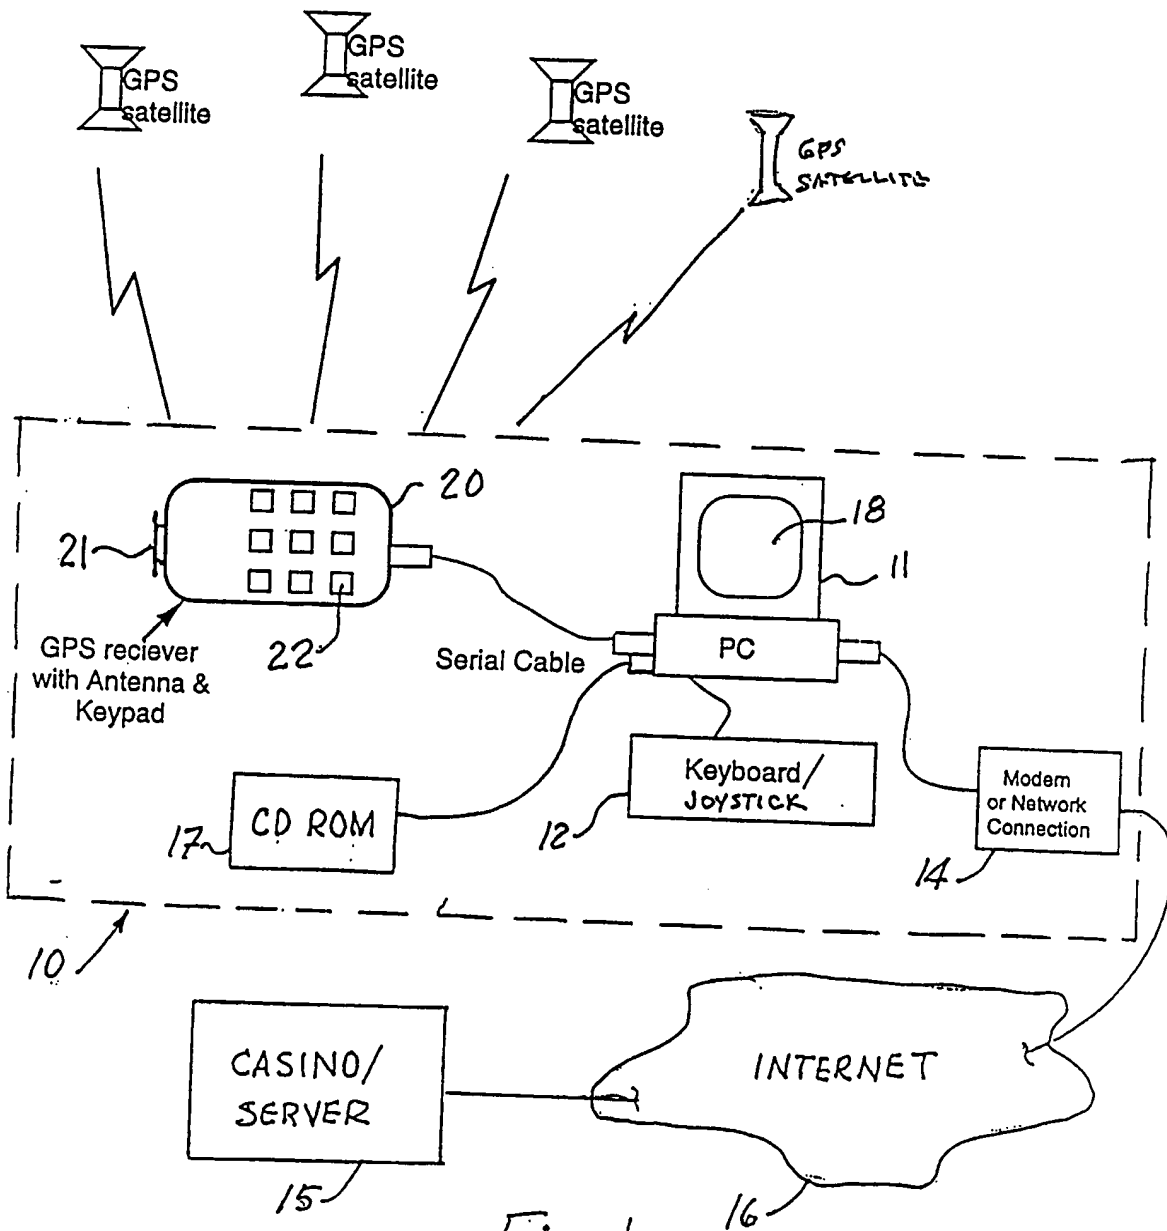 GPS
satellite
GPS
satellite
GPS
satellite
GPS
SATELLITE
20
21
22
GPS reciever
with Antenna &
Keypad
18
11
PC
Serial Cable
Keyboard/
JOYSTICK
12
CD ROM
17
Modem
or Network
Connection
14
10
CASINO/
SERVER
15
INTERNET
16
Fig. 1